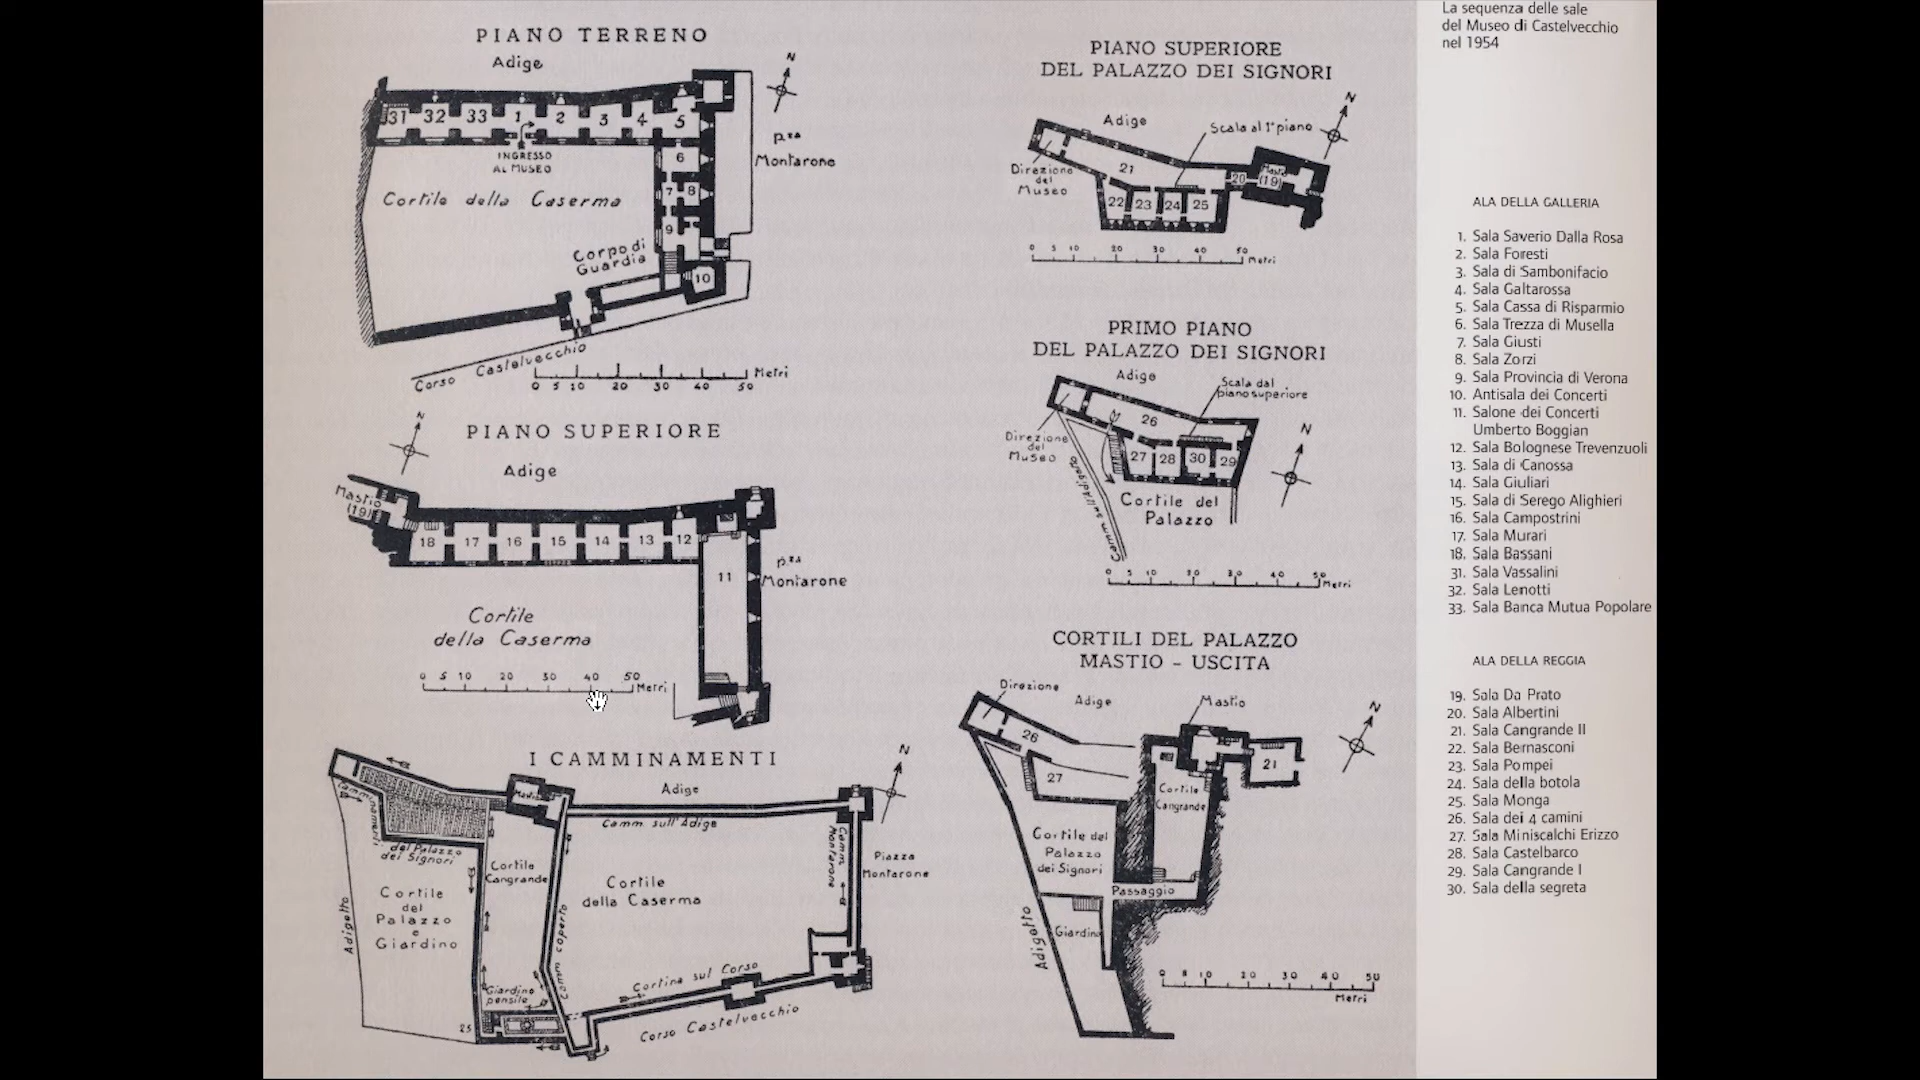 PIANO TERRENO
Adige
N
31 32 33 1 2 3 4 5
INGRESSO
AL MUSEO
6
7 8
9
10
p.za
Montarone
Cortile della Caserma
Corpo di
Guardia
Corso Castelvecchio
0 5 10 20 30 40 50 Metri
PIANO SUPERIORE
Adige
N
Mastio
(19)
18 17 16 15 14 13 12
11
p.za
Montarone
Cortile
della Caserma
0 5 10 20 30 40 50 Metri
I CAMMINAMENTI
Adige
N
Mastio
Camm. sull'Adige
Camm. Montarone
Piazza
Montarone
Camminamenti
del Palazzo
dei Signori
Cortile
Cangrande
Cortile
della Caserma
Cortile
del
Palazzo
e
Giardino
Adigetto
Camm. coperto
Giardino
pensile
25
Cortina sul Corso
Corso Castelvecchio
PIANO SUPERIORE
DEL PALAZZO DEI SIGNORI
N
Adige
Scala al 1° piano
Direzione
del
Museo
21
20
Mastio
(19)
22 23 24 25
0 5 10 20 30 40 50 Metri
PRIMO PIANO
DEL PALAZZO DEI SIGNORI
Adige
Scala dal
piano superiore
N
Direzione
del
Museo
26
27 28 30 29
Camm. sull'Adigetto
Cortile del
Palazzo
0 5 10 20 30 40 50 Metri
CORTILI DEL PALAZZO
MASTIO - USCITA
Direzione
Adige
Mastio
N
26
27
21
Cortile
Cangrande
Cortile del
Palazzo
dei Signori
Passaggio
Giardino
Adigetto
0 5 10 20 30 40 50
Metri
La sequenza delle sale
del Museo di Castelvecchio
nel 1954
ALA DELLA GALLERIA
1. Sala Saverio Dalla Rosa
2. Sala Foresti
3. Sala di Sambonifacio
4. Sala Galtarossa
5. Sala Cassa di Risparmio
6. Sala Trezza di Musella
7. Sala Giusti
8. Sala Zorzi
9. Sala Provincia di Verona
10. Antisala dei Concerti
11. Salone dei Concerti
Umberto Boggian
12. Sala Bolognese Trevenzuoli
13. Sala di Canossa
14. Sala Giuliari
15. Sala di Serego Alighieri
16. Sala Campostrini
17. Sala Murari
18. Sala Bassani
31. Sala Vassalini
32. Sala Lenotti
33. Sala Banca Mutua Popolare
ALA DELLA REGGIA
19. Sala Da Prato
20. Sala Albertini
21. Sala Cangrande II
22. Sala Bernasconi
23. Sala Pompei
24. Sala della botola
25. Sala Monga
26. Sala dei 4 camini
27. Sala Miniscalchi Erizzo
28. Sala Castelbarco
29. Sala Cangrande I
30. Sala della segreta